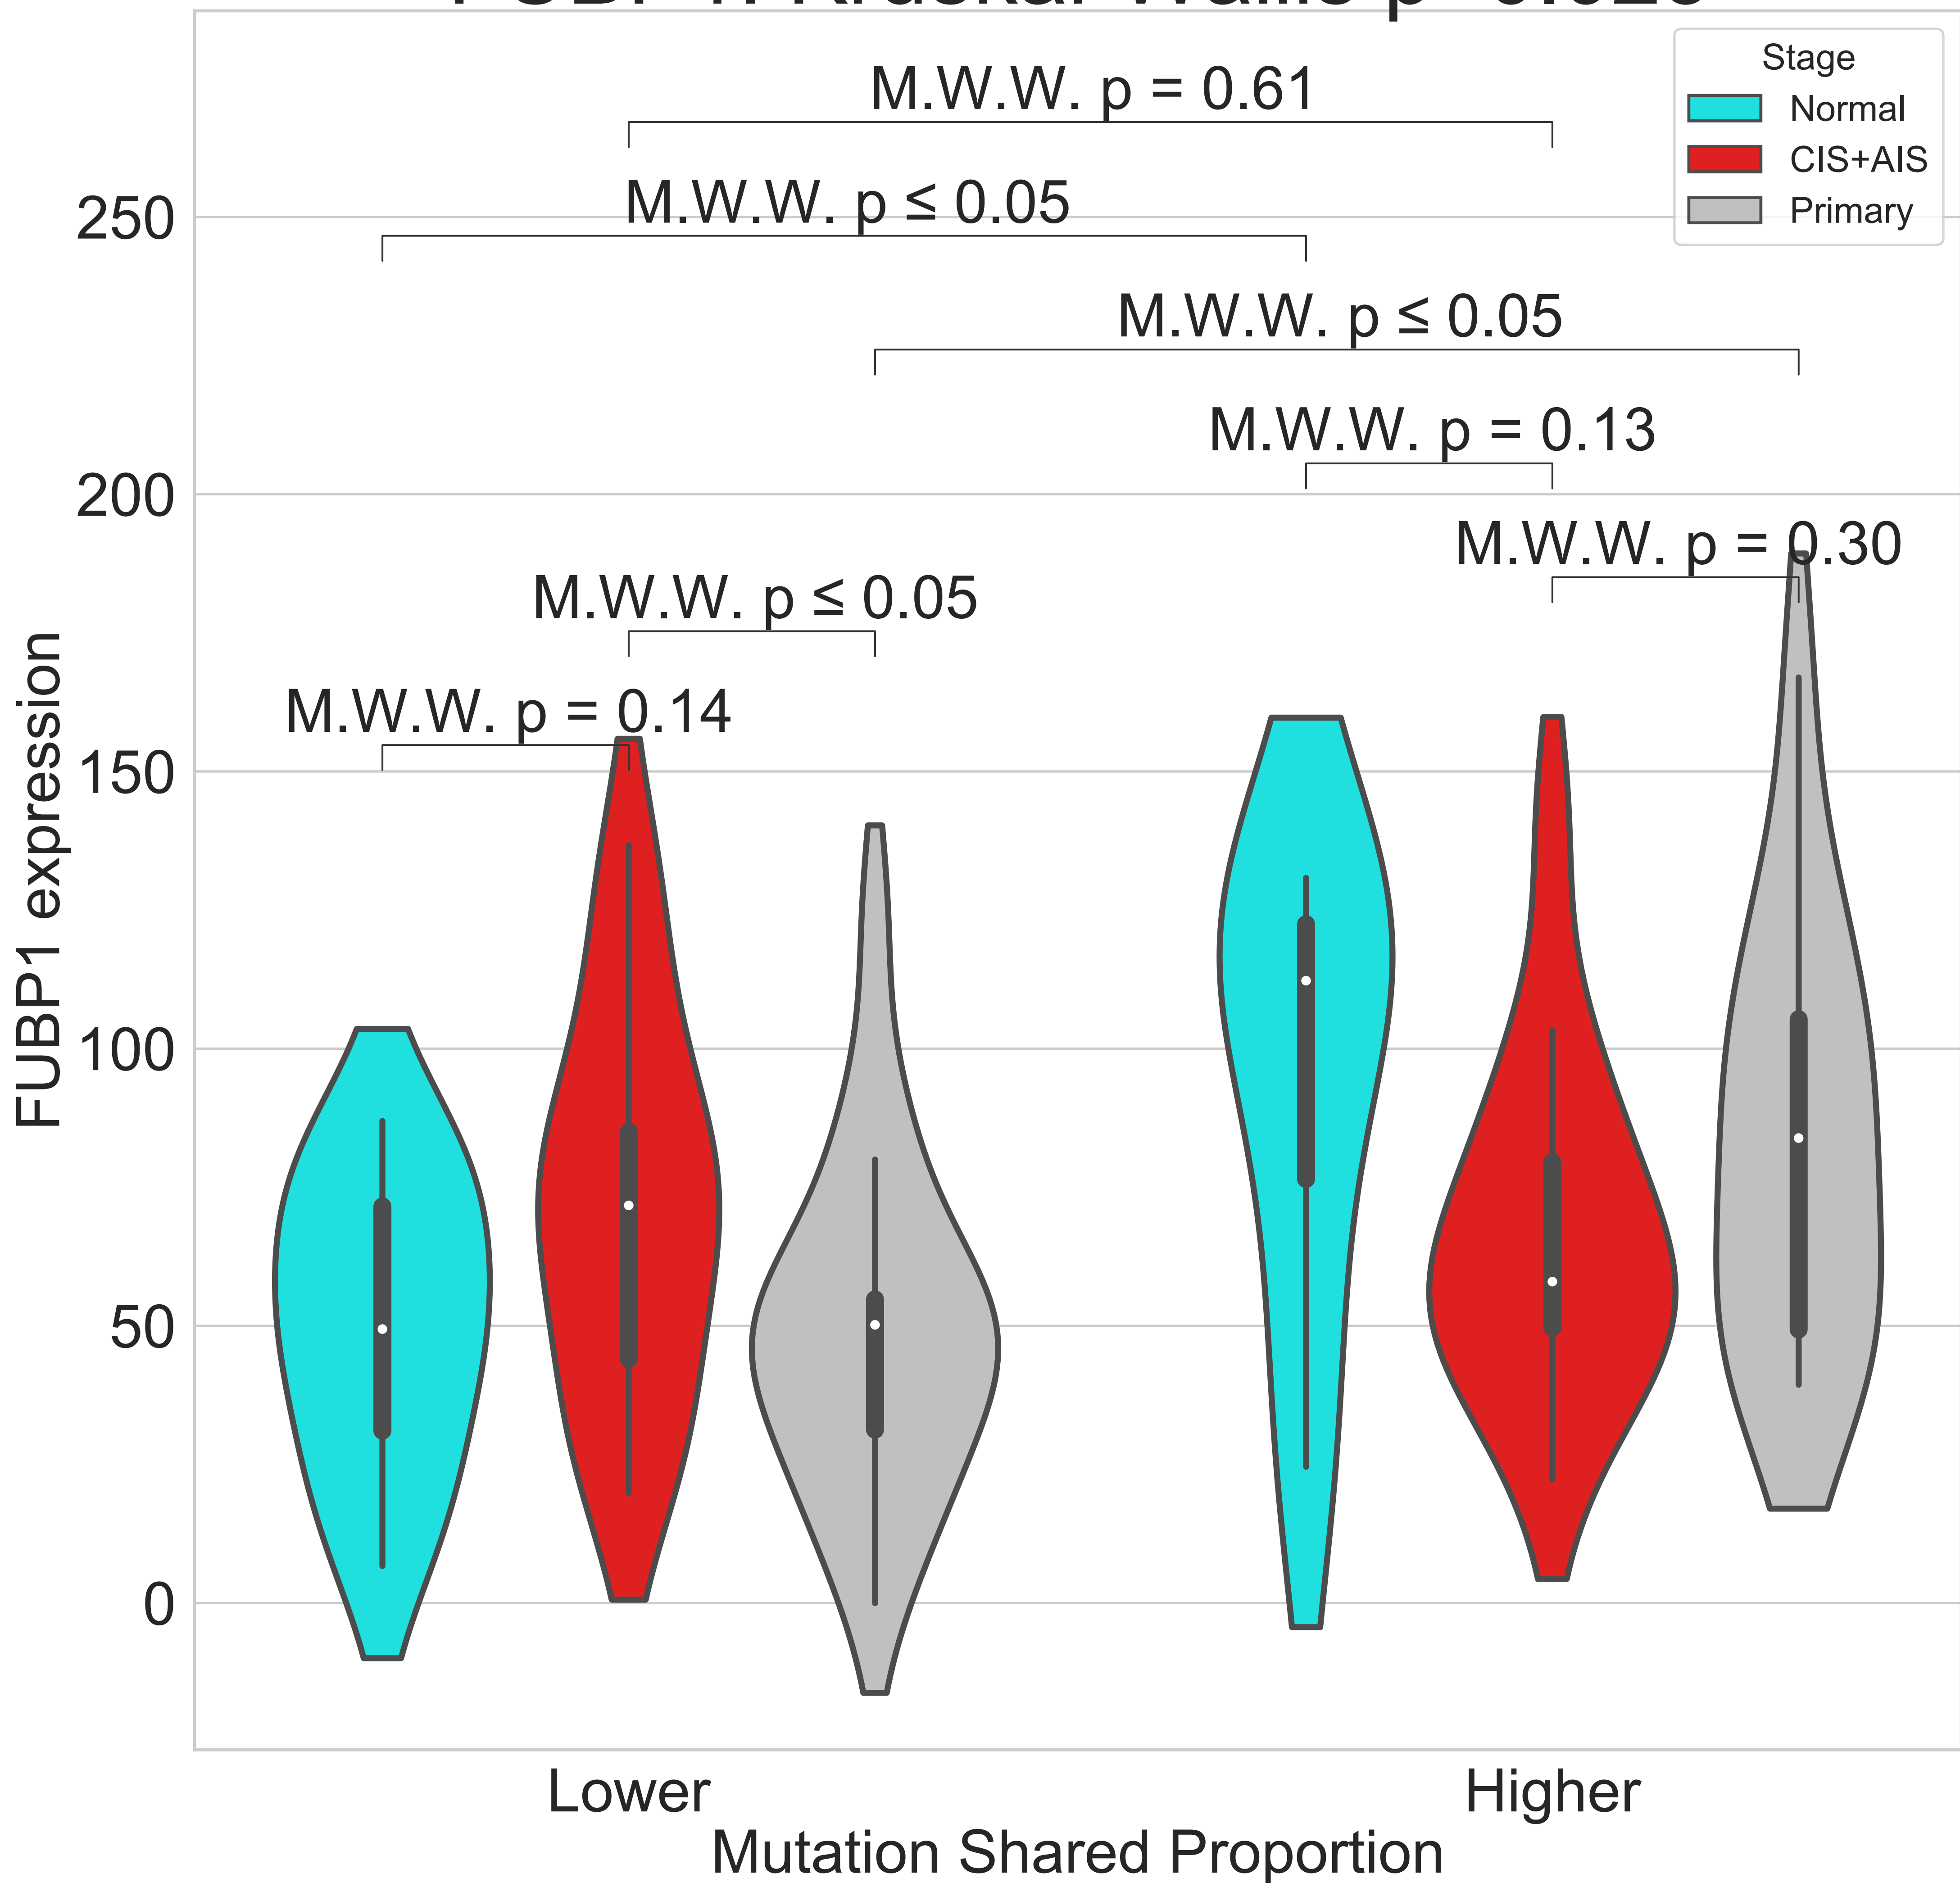 Stage
Normal
CIS+AIS
Primary
M.W.W. p = 0.61
M.W.W. p ≤ 0.05
M.W.W. p ≤ 0.05
M.W.W. p = 0.13
M.W.W. p = 0.30
M.W.W. p ≤ 0.05
M.W.W. p = 0.14
250
200
150
100
50
0
FUBP1 expression
Lower
Higher
Mutation Shared Proportion